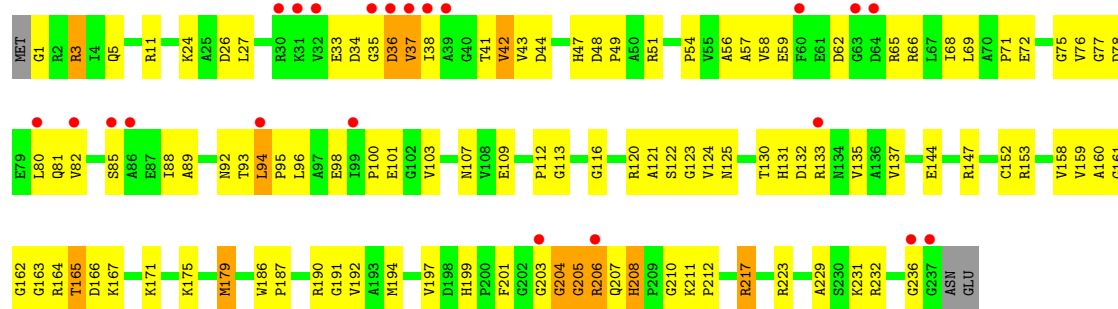 MET G1 R2 R3 I4 Q5 R11 K24 A25 D26 L27 R30 K31 V32 E33 D34 G35 D36 V37 I38 A39 G40 T41 V42 V43 D44 H47 D48 P49 A50 R51 P54 V55 A56 A57 V58 E59 F60 E61 D62 G63 D64 R65 R66 L67 I68 L69 A70 P71 E72 G75 V76 G77 D78
E79 L80 Q81 V82 S85 A86 E87 I88 A89 N92 T93 L94 P95 L96 A97 E98 I99 P100 E101 G102 V103 N107 V108 E109 P112 G113 G116 R120 A121 S122 G123 V124 N125 T130 H131 D132 R133 N134 V135 A136 V137 E144 R147 C152 R153 V158 V159 A160 G161
G162 G163 R164 T165 D166 K167 K171 K175 M179 W186 P187 R190 G191 V192 A193 M194 V197 D198 H199 P200 F201 G202 G203 G204 G205 R206 Q207 H208 P209 G210 K211 P212 R217 R223 A229 S230 K231 R232 G236 G237 ASN GLU